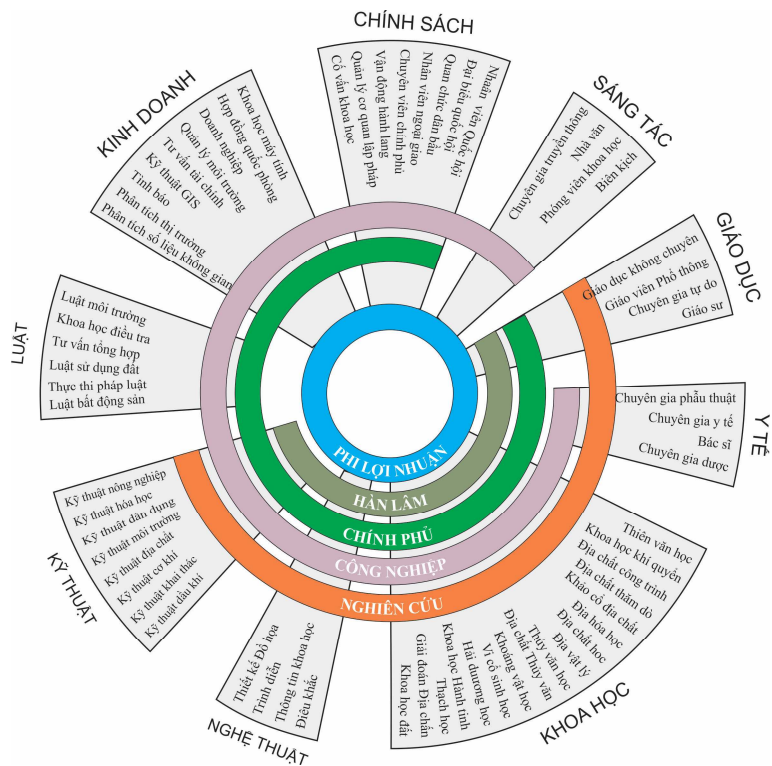 CHÍNH SÁCH
Cố vấn khoa học
Quản lý cơ quan lập pháp
Vận động hành lang
Chuyên viên chính phủ
Nhân viên ngoại giao
Quan chức dân bầu
Đại biểu quốc hội
Nhuân viên Quốc hội
SÁNG TÁC
Chuyên gia truyền thông
Nhà văn
Phóng viên khoa học
Biên kịch
GIÁO DỤC
Giáo dục không chuyên
Giáo viên Phổ thông
Chuyên gia tự do
Giáo sư
Y TẾ
Chuyên gia phẫu thuật
Chuyên gia y tế
Bác sĩ
Chuyên gia dược
KHOA HỌC
Thiên văn học
Khoa học khí quyển
Địa chất công trình
Địa chất thăm dò
Khảo cổ địa chất
Địa hóa học
Địa chất học
Địa vật lý
Thủy văn học
Địa chất Thủy văn
Khoáng vật học
Vi cổ sinh học
Hải dương học
Khoa học Hành tinh
Thạch học
Giải đoán Địa chấn
Khoa học đất
NGHỆ THUẬT
Thiết kế Đồ họa
Trình diễn
Thông tin khoa học
Điêu khắc
KỸ THUẬT
Kỹ thuật nông nghiệp
Kỹ thuật hóa học
Kỹ thuật dân dụng
Kỹ thuật môi trường
Kỹ thuật địa chất
Kỹ thuật cơ khí
Kỹ thuật khai thác
Kỹ thuật dầu khí
LUẬT
Luật môi trường
Khoa học điều tra
Tư vấn tổng hợp
Luật sử dụng đất
Thực thi pháp luật
Luật bất động sản
KINH DOANH
Khoa học máy tính
Hợp đồng quốc phòng
Doanh nghiệp
Quản lý môi trường
Tư vấn tài chính
Kỹ thuật GIS
Tình báo
Phân tích thị trường
Phân tích số liệu không gian
PHI LỢI NHUẬN
HÀN LÂM
CHÍNH PHỦ
CÔNG NGHIỆP
NGHIÊN CỨU